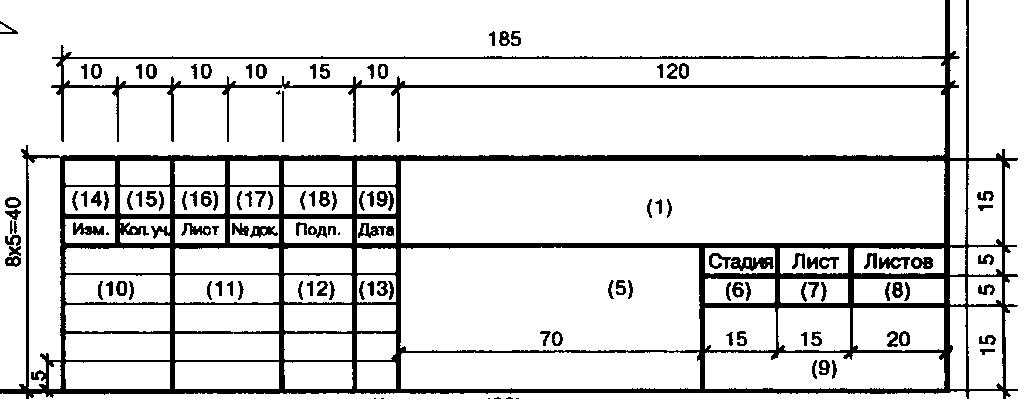 185
10 10 10 10 15 10 120
(14) (15) (16) (17) (18) (19) (1)
Изм. Кол.уч. Лист №док. Подп. Дата
8x5=40
15
Стадия Лист Листов
5
(10) (11) (12) (13) (5) (6) (7) (8)
5
70 15 15 20
15
(9)
5